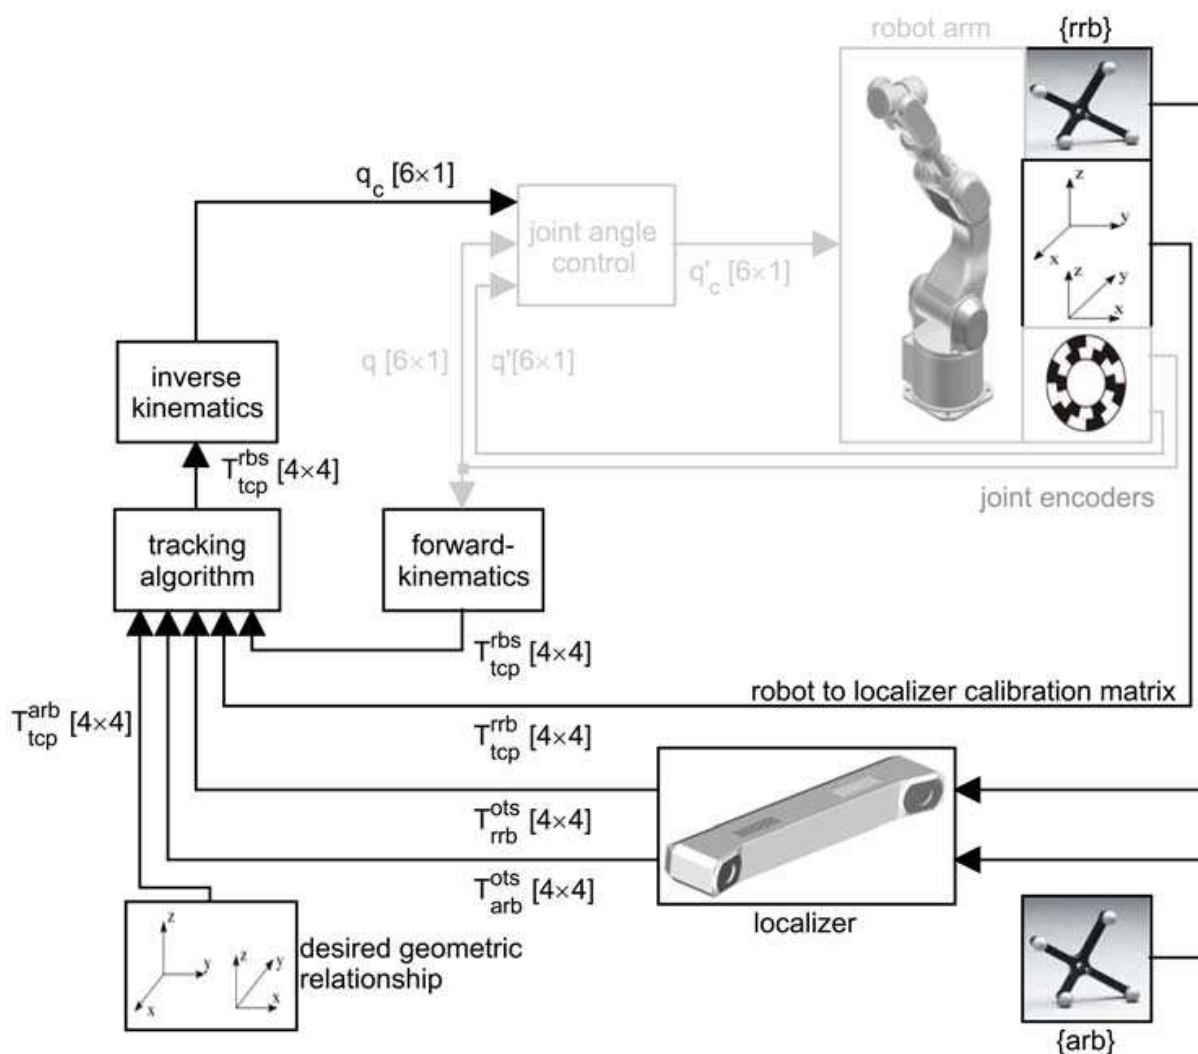 robot arm
{rrb}
q_c [6×1]
z
y
x
joint angle
control
q'_c [6×1]
z
y
x
q [6×1]
q'[6×1]
inverse
kinematics
T^rbs_tcp [4×4]
joint encoders
tracking
algorithm
forward-
kinematics
T^rbs_tcp [4×4]
robot to localizer calibration matrix
T^arb_tcp [4×4]
T^rrb_tcp [4×4]
T^ots_rrb [4×4]
T^ots_arb [4×4]
localizer
z
y
x
z
y
x
desired geometric
relationship
{arb}